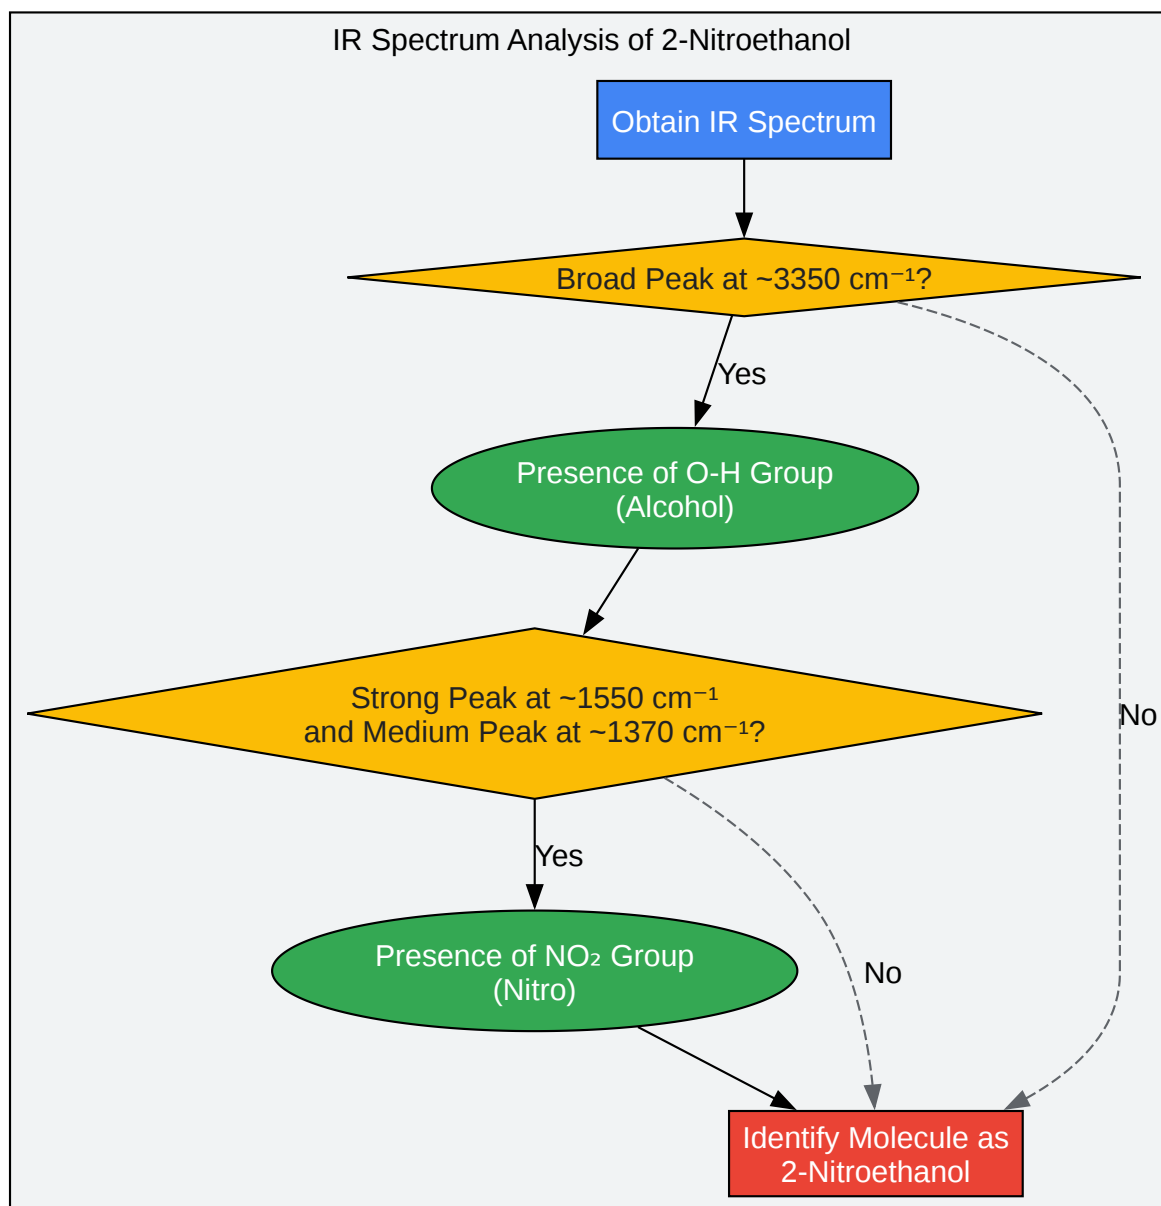 IR Spectrum Analysis of 2-Nitroethanol
Obtain IR Spectrum
Broad Peak at ~3350 cm⁻¹?
Yes
Presence of O-H Group
(Alcohol)
Strong Peak at ~1550 cm⁻¹
and Medium Peak at ~1370 cm⁻¹?
No
Yes
Presence of NO₂ Group
(Nitro)
No
Identify Molecule as
2-Nitroethanol